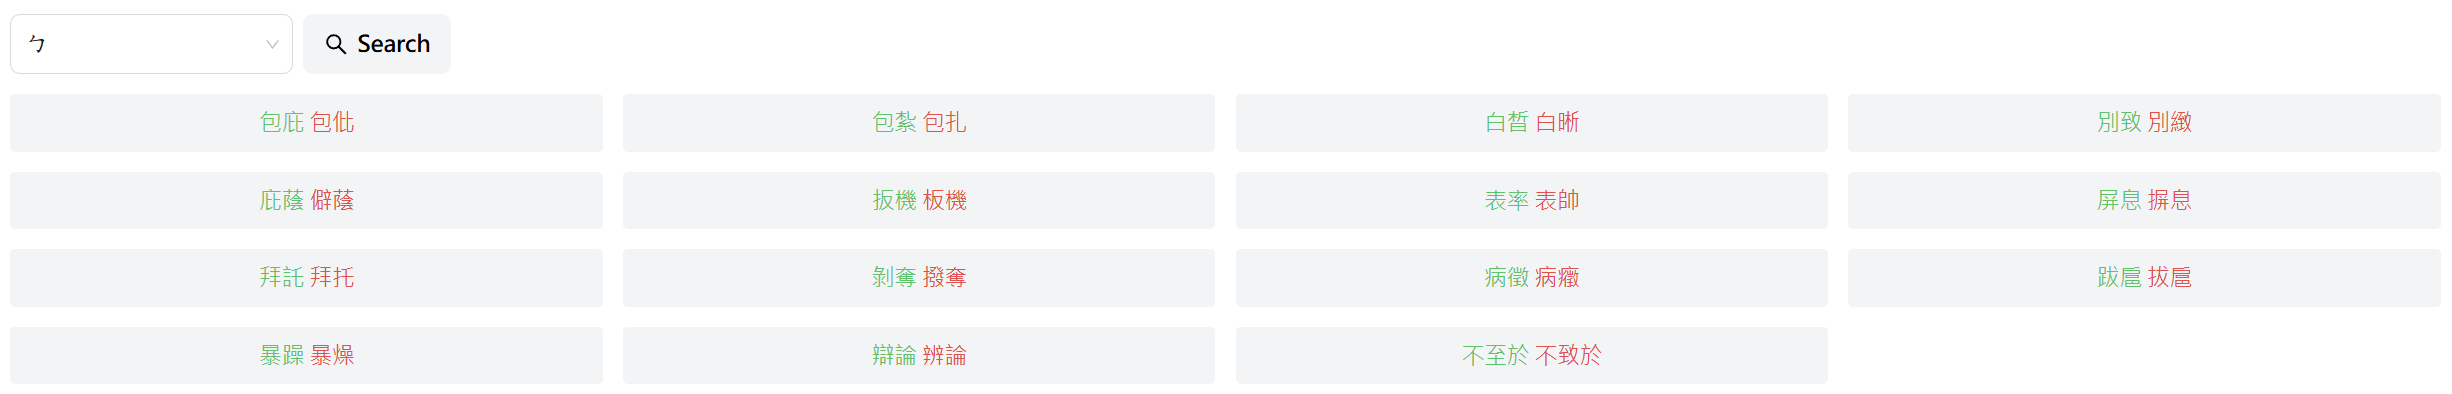 ㄅ Search
包庇 包仳 包紮 包扎 白皙 白晰 別致 別緻
庇蔭 僻蔭 扳機 板機 表率 表帥 屏息 摒息
拜託 拜托 剝奪 撥奪 病徵 病癥 跋扈 拔扈
暴躁 暴燥 辯論 辨論 不至於 不致於